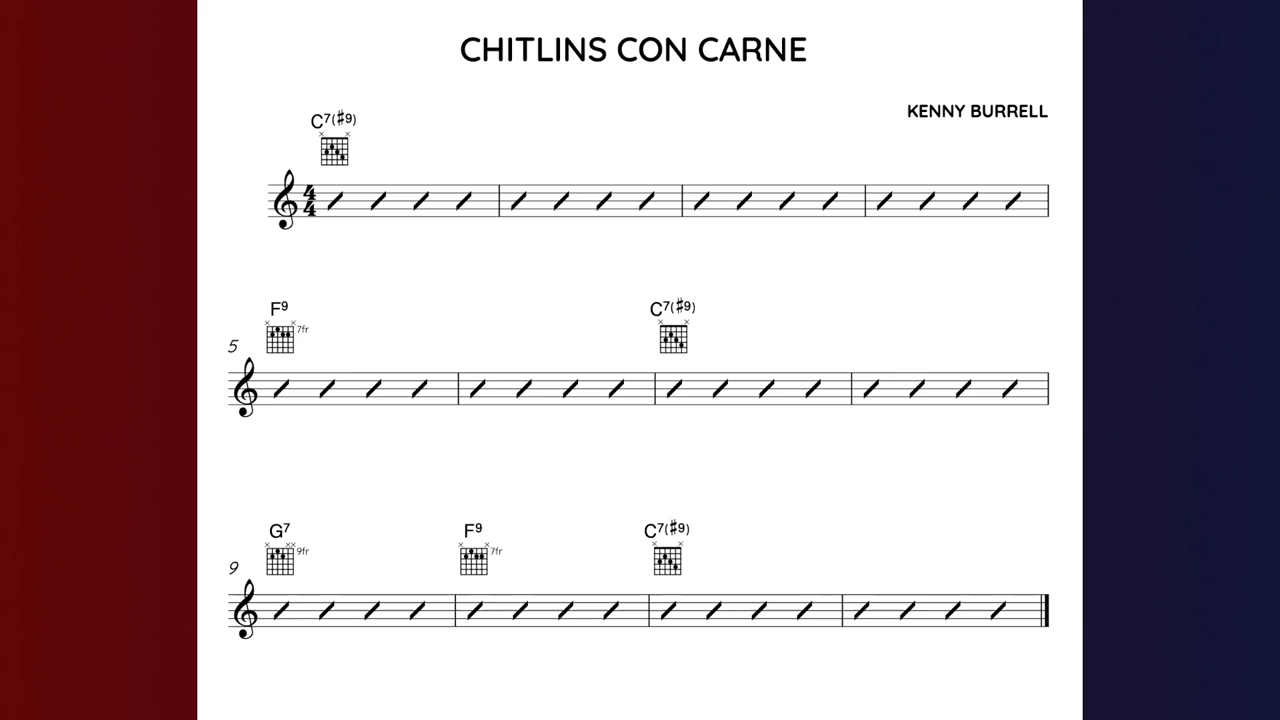 CHITLINS CON CARNE
KENNY BURRELL
C7(♯9)
4/4
F9 C7(♯9)
7fr
5
G7 F9 C7(♯9)
9fr 7fr
9